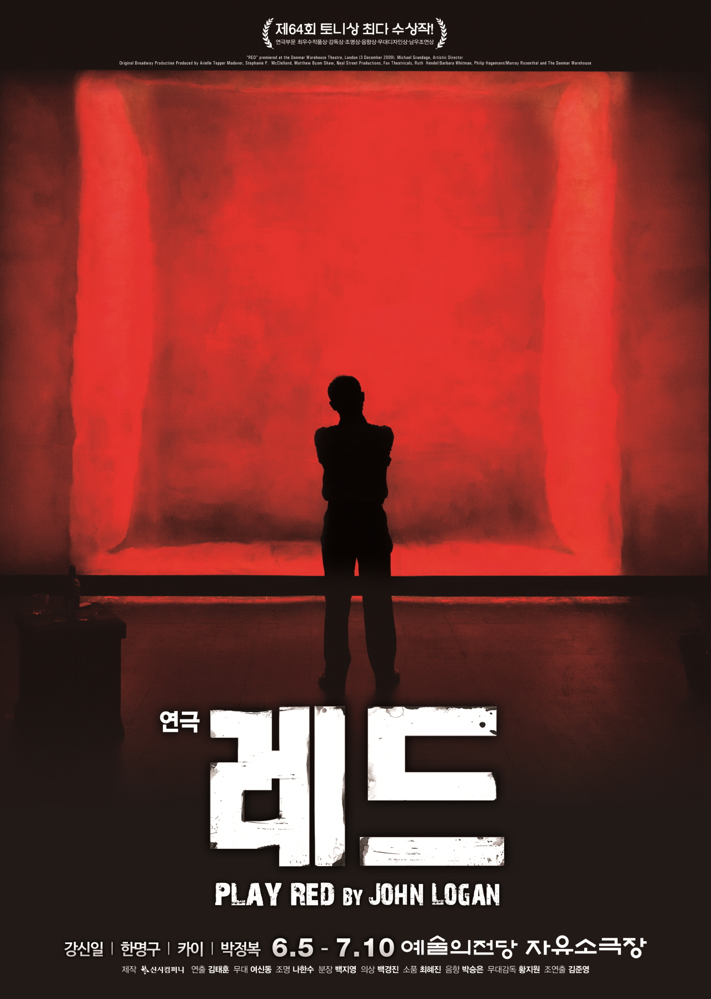 제64회 토니상 최다 수상작!
연극부문 최우수작품상·감독상·조명상·음향상·무대디자인상·남우조연상
"RED" premiered at the Donmar Warehouse Theatre, London (3 December 2009). Michael Grandage, Artistic Director
Original Broadway Production Produced by Arielle Tepper Madover, Stephanie P. McClelland, Matthew Byam Shaw, Neal Street Productions, Fox Theatricals, Ruth Hendel/Barbara Whitman, Philip Hagemann/Murray Rosenthal and The Donmar Warehouse
연극 레드
PLAY RED BY JOHN LOGAN
강신일 | 한명구 | 카이 | 박정복 6.5 - 7.10 예술의전당 자유소극장
제작 신시컴퍼니 연출 김태훈 무대 여신동 조명 나한수 분장 백지영 의상 백경진 소품 최혜진 음향 박승은 무대감독 황지원 조연출 김준영